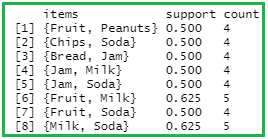 items support count
[1] {Fruit, Peanuts} 0.500 4
[2] {Chips, Soda} 0.500 4
[3] {Bread, Jam} 0.500 4
[4] {Jam, Milk} 0.500 4
[5] {Jam, Soda} 0.500 4
[6] {Fruit, Milk} 0.625 5
[7] {Fruit, Soda} 0.500 4
[8] {Milk, Soda} 0.625 5